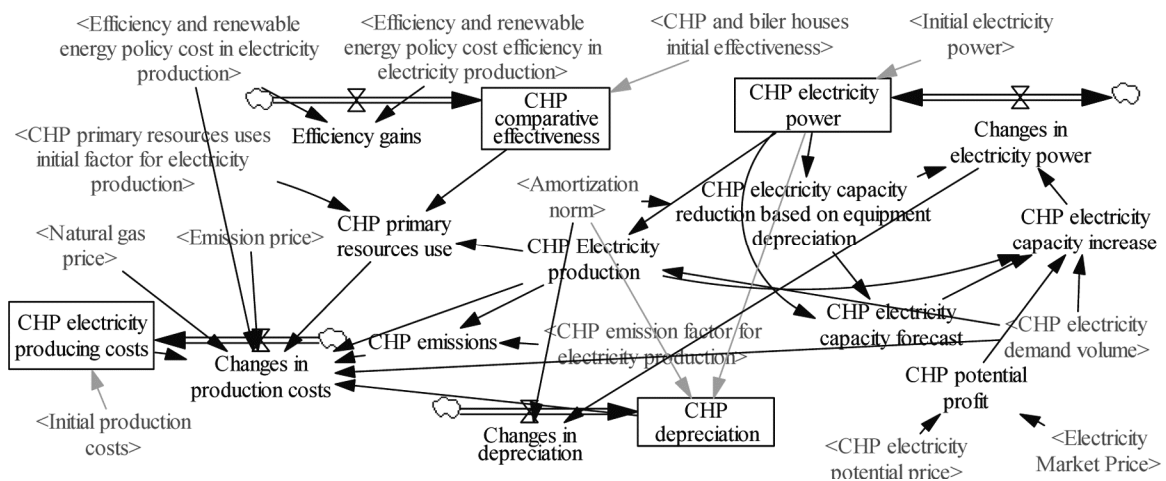 <Efficiency and renewable
energy policy cost in electricity
production>
<Efficiency and renewable
energy policy cost efficiency in
electricity production>
<CHP and biler houses
initial effectiveness>
<Initial electricity
power>
CHP
comparative
effectiveness
CHP electricity
power
Efficiency gains
Changes in
electricity power
<CHP primary resources uses
initial factor for electricity
production>
<Amortization
norm>
CHP electricity capacity
reduction based on equipment
depreciation
CHP primary
resources use
CHP electricity
capacity increase
<Natural gas
price>
<Emission price>
CHP Electricity
production
CHP electricity
producing costs
Changes in
production costs
CHP emissions
<CHP emission factor for
electricity production>
CHP electricity
capacity forecast
<CHP electricity
demand volume>
CHP potential
profit
<Initial production
costs>
Changes in
depreciation
CHP
depreciation
<CHP electricity
potential price>
<Electricity
Market Price>